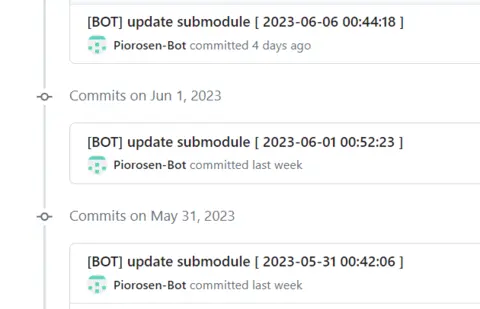 [BOT] update submodule [ 2023-06-06 00:44:18 ]
Piorosen-Bot committed 4 days ago
Commits on Jun 1, 2023
[BOT] update submodule [ 2023-06-01 00:52:23 ]
Piorosen-Bot committed last week
Commits on May 31, 2023
[BOT] update submodule [ 2023-05-31 00:42:06 ]
Piorosen-Bot committed last week